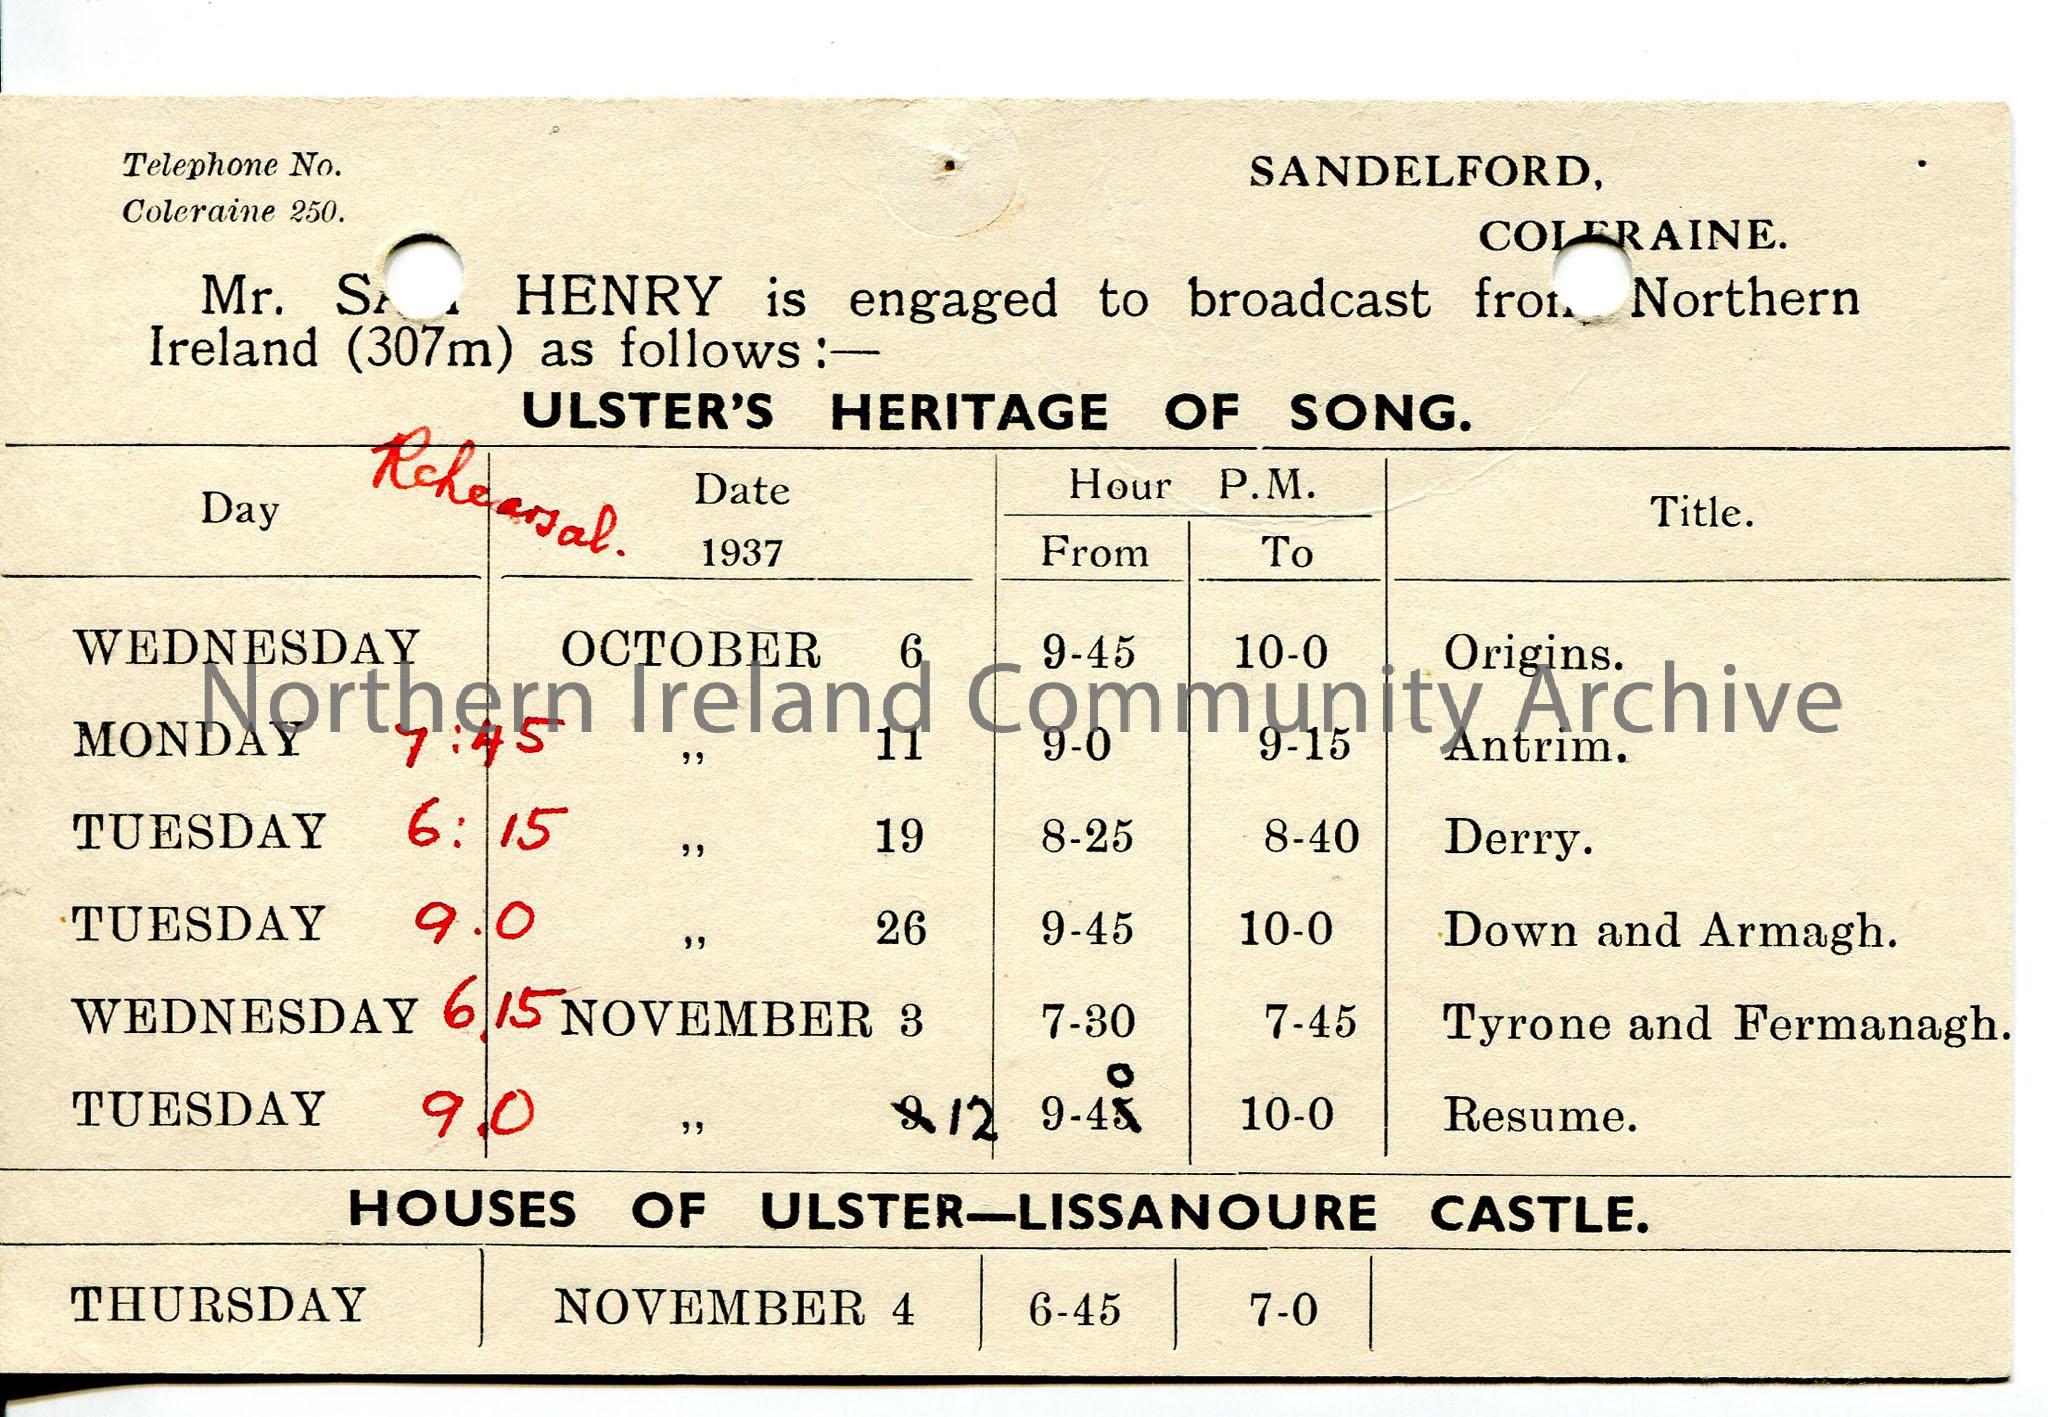 Telephone No.
Coleraine 250.
SANDELFORD,
COLERAINE.
Mr. SAM HENRY is engaged to broadcast from Northern
Ireland (307m) as follows :—
ULSTER'S HERITAGE OF SONG.
Day Rehearsal. Date 1937 Hour P.M. Title.
From To
WEDNESDAY OCTOBER 6 9-45 10-0 Origins.
Northern Ireland Community Archive
MONDAY 7:45 ,, 11 9-0 9-15 Antrim.
TUESDAY 6:15 ,, 19 8-25 8-40 Derry.
TUESDAY 9.0 ,, 26 9-45 10-0 Down and Armagh.
WEDNESDAY 6.15 NOVEMBER 3 7-30 7-45 Tyrone and Fermanagh.
TUESDAY 9.0 ,, 9 12 9-45 0 10-0 Resume.
HOUSES OF ULSTER—LISSANOURE CASTLE.
THURSDAY NOVEMBER 4 6-45 7-0